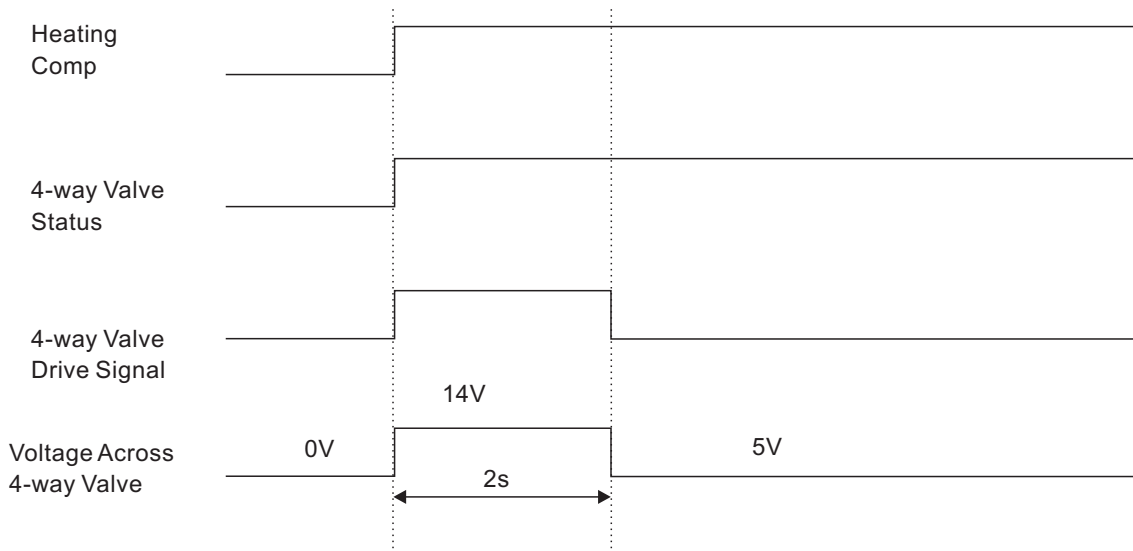 Heating
Comp
4-way Valve
Status
4-way Valve
Drive Signal
14V
Voltage Across
4-way Valve
0V
5V
2s